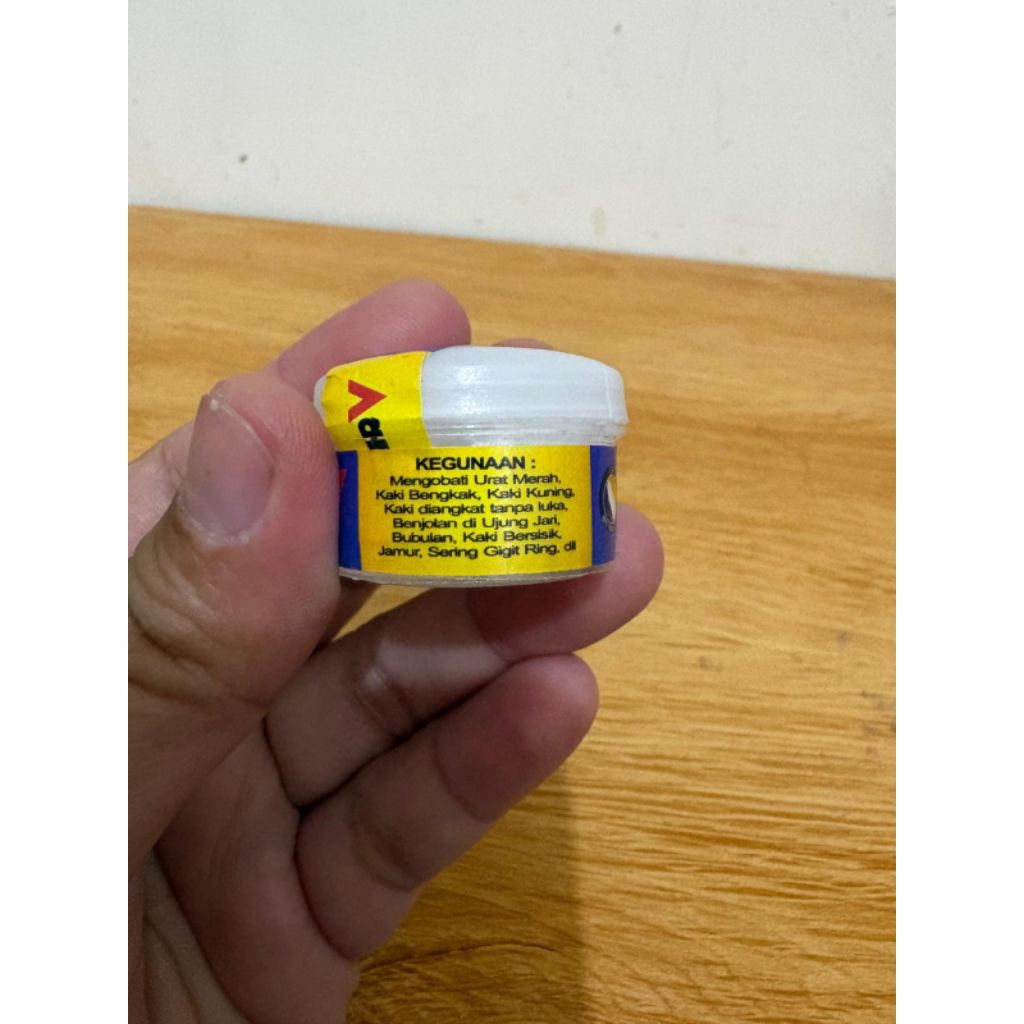 KEGUNAAN :
Mengobati Urat Merah,
Kaki Bengkak, Kaki Kuning,
Kaki diangkat tanpa luka,
Benjolan di Ujung Jari,
Bubulan, Kaki Bersisik,
Jamur, Sering Gigit Ring, dll